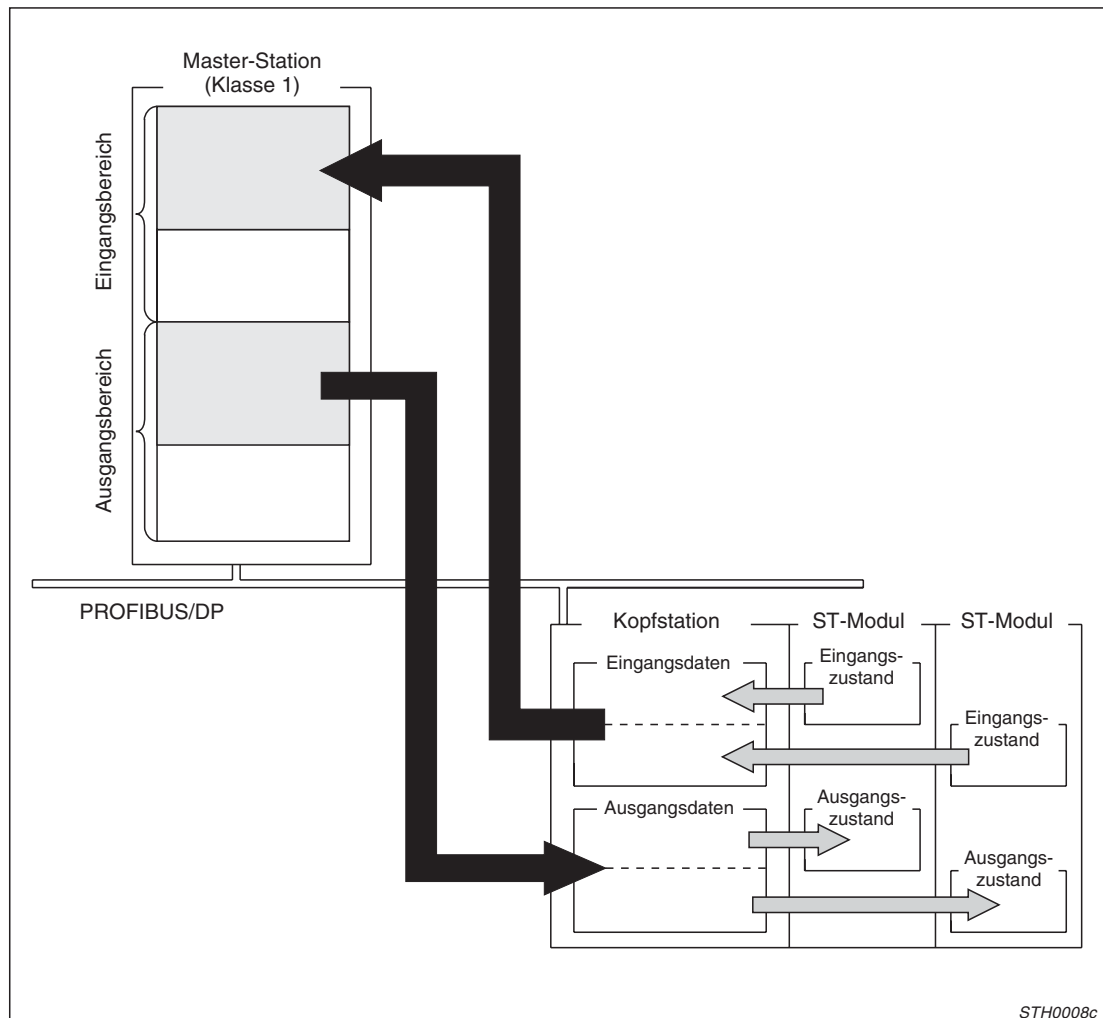 Master-Station
(Klasse 1)
Eingangsbereich
Ausgangsbereich
PROFIBUS/DP
Kopfstation
ST-Modul
ST-Modul
Eingangsdaten
Eingangs-
zustand
Eingangs-
zustand
Ausgangsdaten
Ausgangs-
zustand
Ausgangs-
zustand
STH0008c